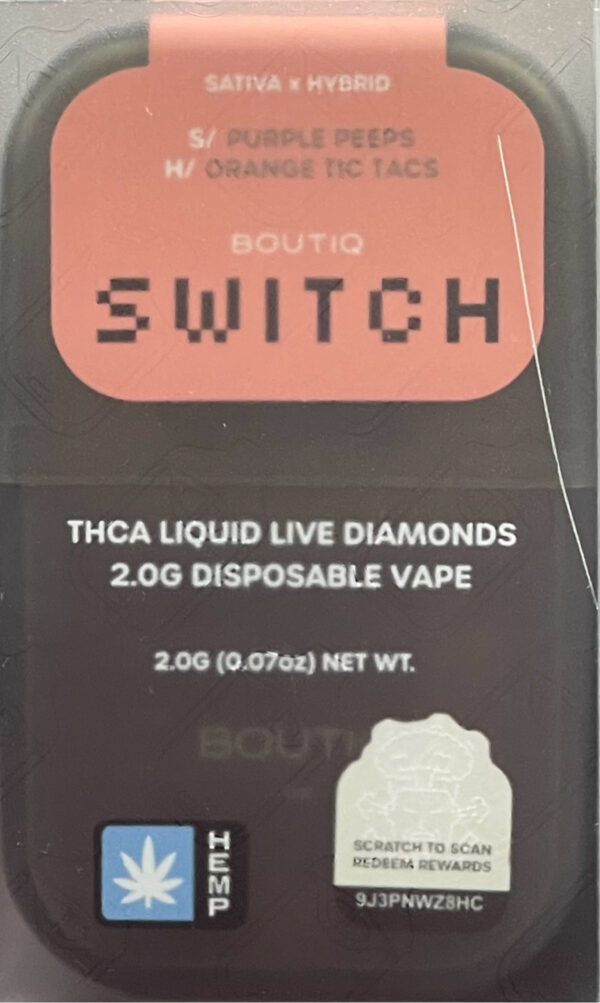 SATIVA x HYBRID
S/ PURPLE PEEPS
H/ ORANGE TIC TACS
BOUTIQ
SWITCH
THCA LIQUID LIVE DIAMONDS
2.0G DISPOSABLE VAPE
2.0G (0.07oz) NET WT.
BOUTI
HEMP
SCRATCH TO SCAN
REDEEM REWARDS
9J3PNWZ8HC